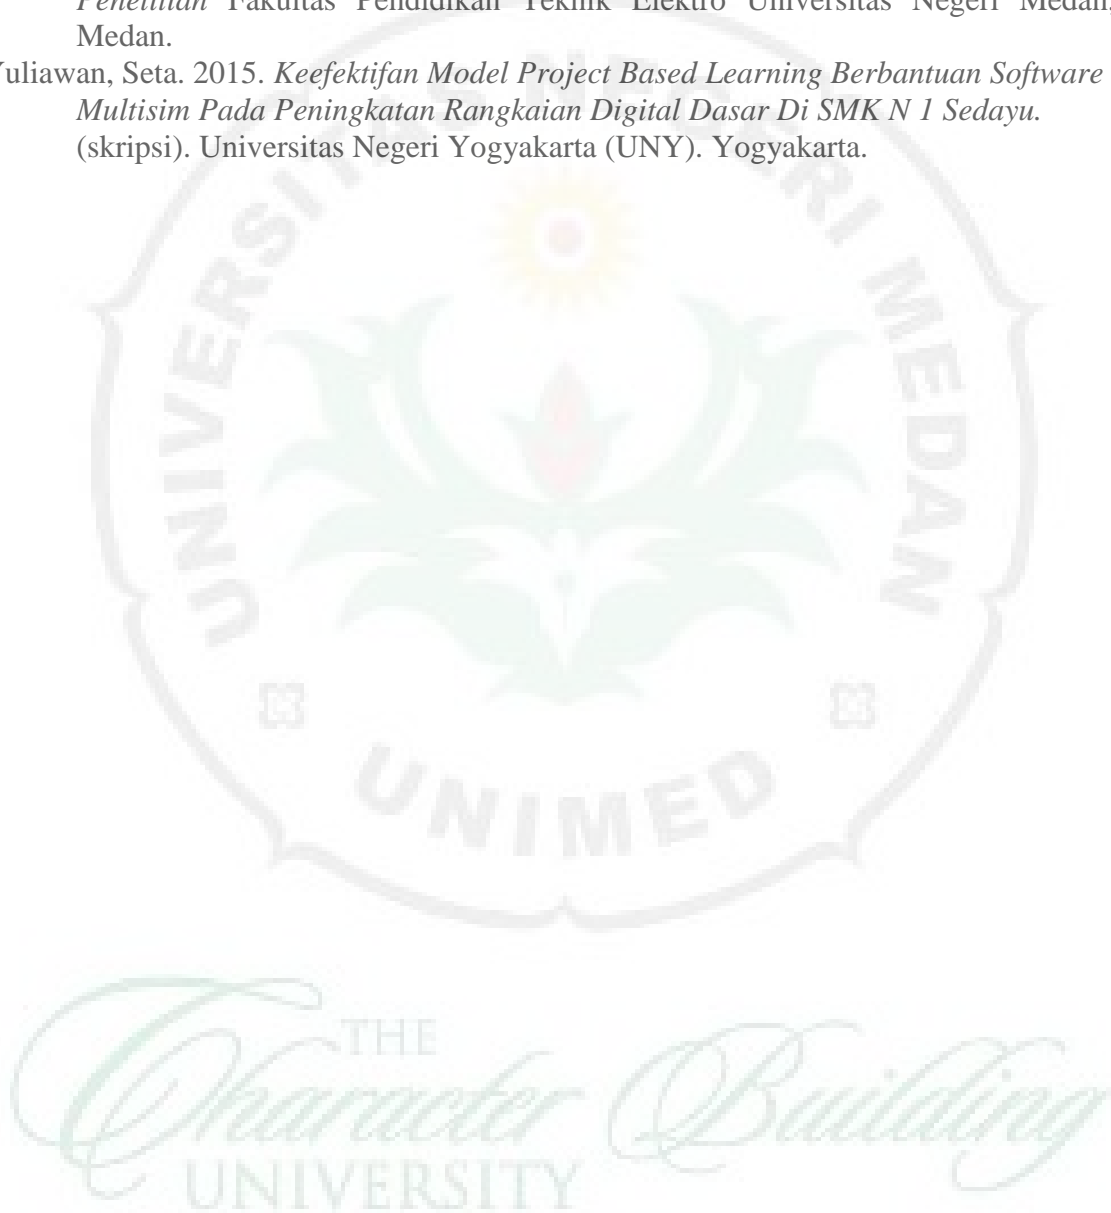 Penelitian Fakultas Pendidikan Teknik Elektro Universitas Negeri Medan,
Medan.
Yuliawan, Seta. 2015. Keefektifan Model Project Based Learning Berbantuan Software
Multisim Pada Peningkatan Rangkaian Digital Dasar Di SMK N 1 Sedayu.
(skripsi). Universitas Negeri Yogyakarta (UNY). Yogyakarta.
UNIVERSITAS NEGERI MEDAN
UNIMED
THE
Character Building
UNIVERSITY